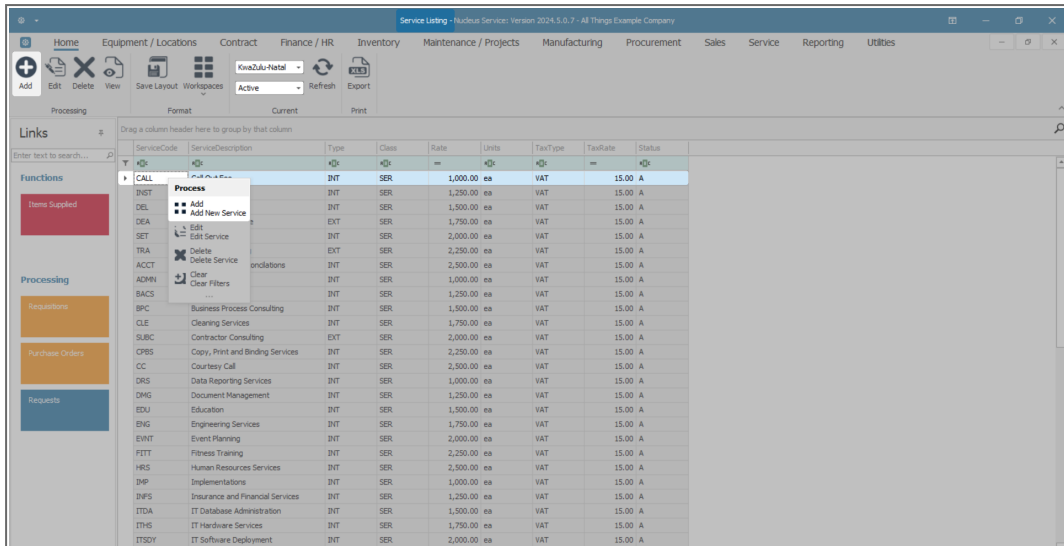 Service Listing - Nucleus Service: Version 2024.5.0.7 - All Things Example Company
Home Equipment / Locations Contract Finance / HR Inventory Maintenance / Projects Manufacturing Procurement Sales Service Reporting Utilities
Add Edit Delete View Save Layout Workspaces KwaZulu-Natal Active Refresh Export
Processing Format Current Print
Links
Enter text to search...
Functions
Items Supplied
Processing
Requisitions
Purchase Orders
Requests
Drag a column header here to group by that column
ServiceCode ServiceDescription Type Class Rate Units TaxType TaxRate Status
CALL INT SER 1,000.00 ea VAT 15.00 A
INST INT SER 1,250.00 ea VAT 15.00 A
DEL INT SER 1,500.00 ea VAT 15.00 A
DEA EXT SER 1,750.00 ea VAT 15.00 A
SET INT SER 2,000.00 ea VAT 15.00 A
TRA EXT SER 2,250.00 ea VAT 15.00 A
ACCT INT SER 2,500.00 ea VAT 15.00 A
ADMN INT SER 1,000.00 ea VAT 15.00 A
BACS INT SER 1,250.00 ea VAT 15.00 A
BPC Business Process Consulting INT SER 1,500.00 ea VAT 15.00 A
CLE Cleaning Services INT SER 1,750.00 ea VAT 15.00 A
SUBC Contractor Consulting EXT SER 2,000.00 ea VAT 15.00 A
CPBS Copy, Print and Binding Services INT SER 2,250.00 ea VAT 15.00 A
CC Courtesy Call INT SER 2,500.00 ea VAT 15.00 A
DRS Data Reporting Services INT SER 1,000.00 ea VAT 15.00 A
DMG Document Management INT SER 1,250.00 ea VAT 15.00 A
EDU Education INT SER 1,500.00 ea VAT 15.00 A
ENG Engineering Services INT SER 1,750.00 ea VAT 15.00 A
EVNT Event Planning INT SER 2,000.00 ea VAT 15.00 A
FITT Fitness Training INT SER 2,250.00 ea VAT 15.00 A
HRS Human Resources Services INT SER 2,500.00 ea VAT 15.00 A
IMP Implementations INT SER 1,000.00 ea VAT 15.00 A
INFS Insurance and Financial Services INT SER 1,250.00 ea VAT 15.00 A
ITDA IT Database Administration INT SER 1,500.00 ea VAT 15.00 A
ITHS IT Hardware Services INT SER 1,750.00 ea VAT 15.00 A
ITSDY IT Software Deployment INT SER 2,000.00 ea VAT 15.00 A
Process
Add
Add New Service
Edit
Edit Service
Delete
Delete Service
Clear
Clear Filters
....